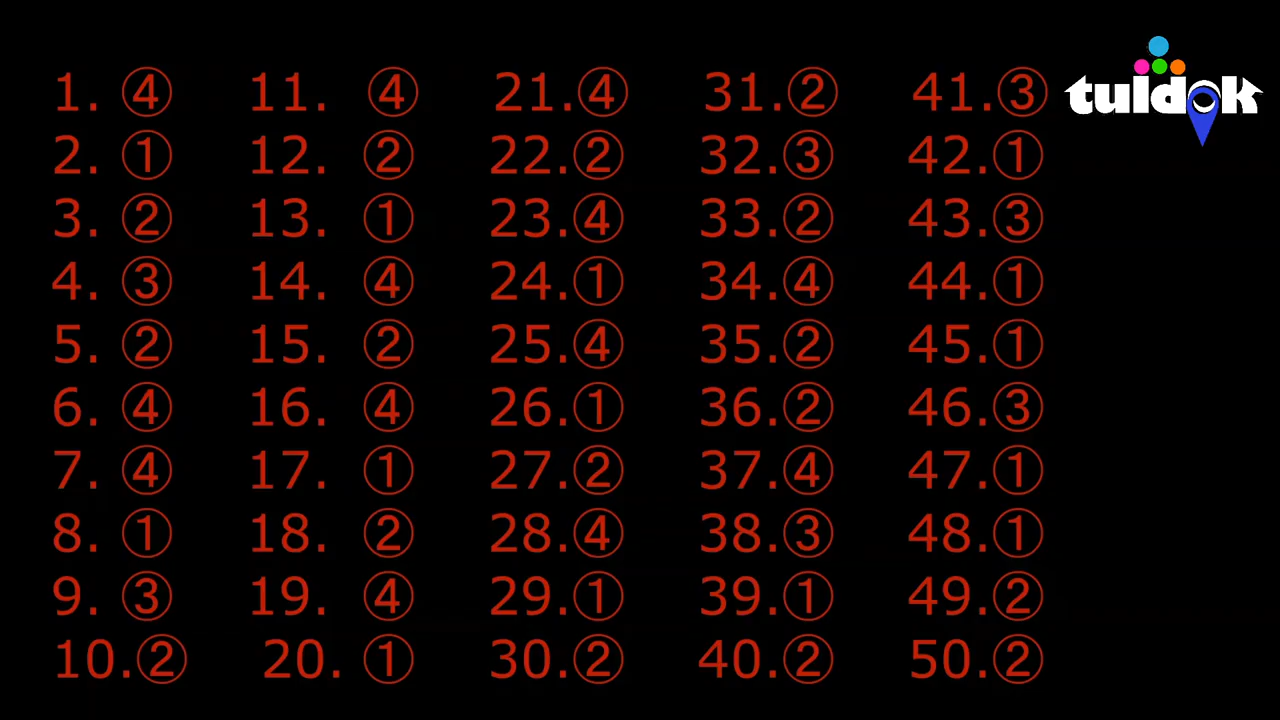 1. ④ 11. ④ 21.④ 31.② 41.③
2. ① 12. ② 22.② 32.③ 42.①
3. ② 13. ① 23.④ 33.② 43.③
4. ③ 14. ④ 24.① 34.④ 44.①
5. ② 15. ② 25.④ 35.② 45.①
6. ④ 16. ④ 26.① 36.② 46.③
7. ④ 17. ① 27.② 37.④ 47.①
8. ① 18. ② 28.④ 38.③ 48.①
9. ③ 19. ④ 29.① 39.① 49.②
10.② 20. ① 30.② 40.② 50.②
tuldok